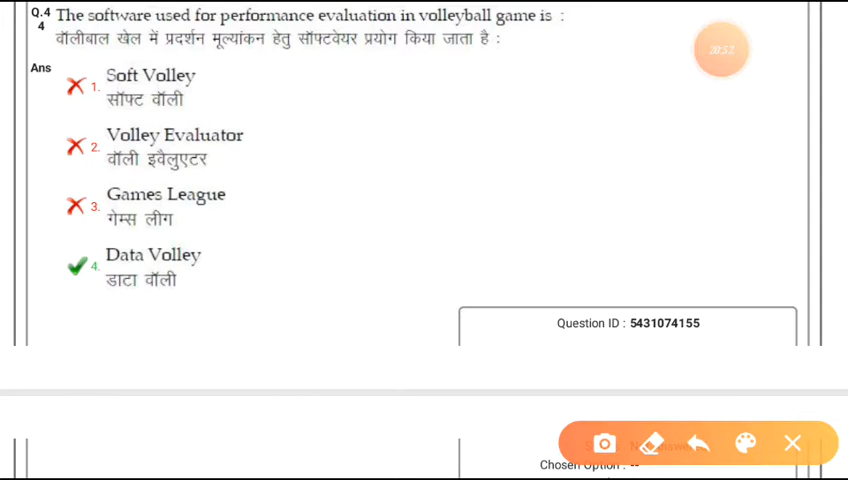 Q.4 The software used for performance evaluation in volleyball game is :
4
वॉलीबाल खेल में प्रदर्शन मूल्यांकन हेतु सॉफ्टवेयर प्रयोग किया जाता है :
20:53
Ans
1. Soft Volley
सॉफ्ट वॉली
2. Volley Evaluator
वॉली इवैलुएटर
3. Games League
गेम्स लीग
4. Data Volley
डाटा वॉली
Question ID : 5431074155
Chosen Option : --